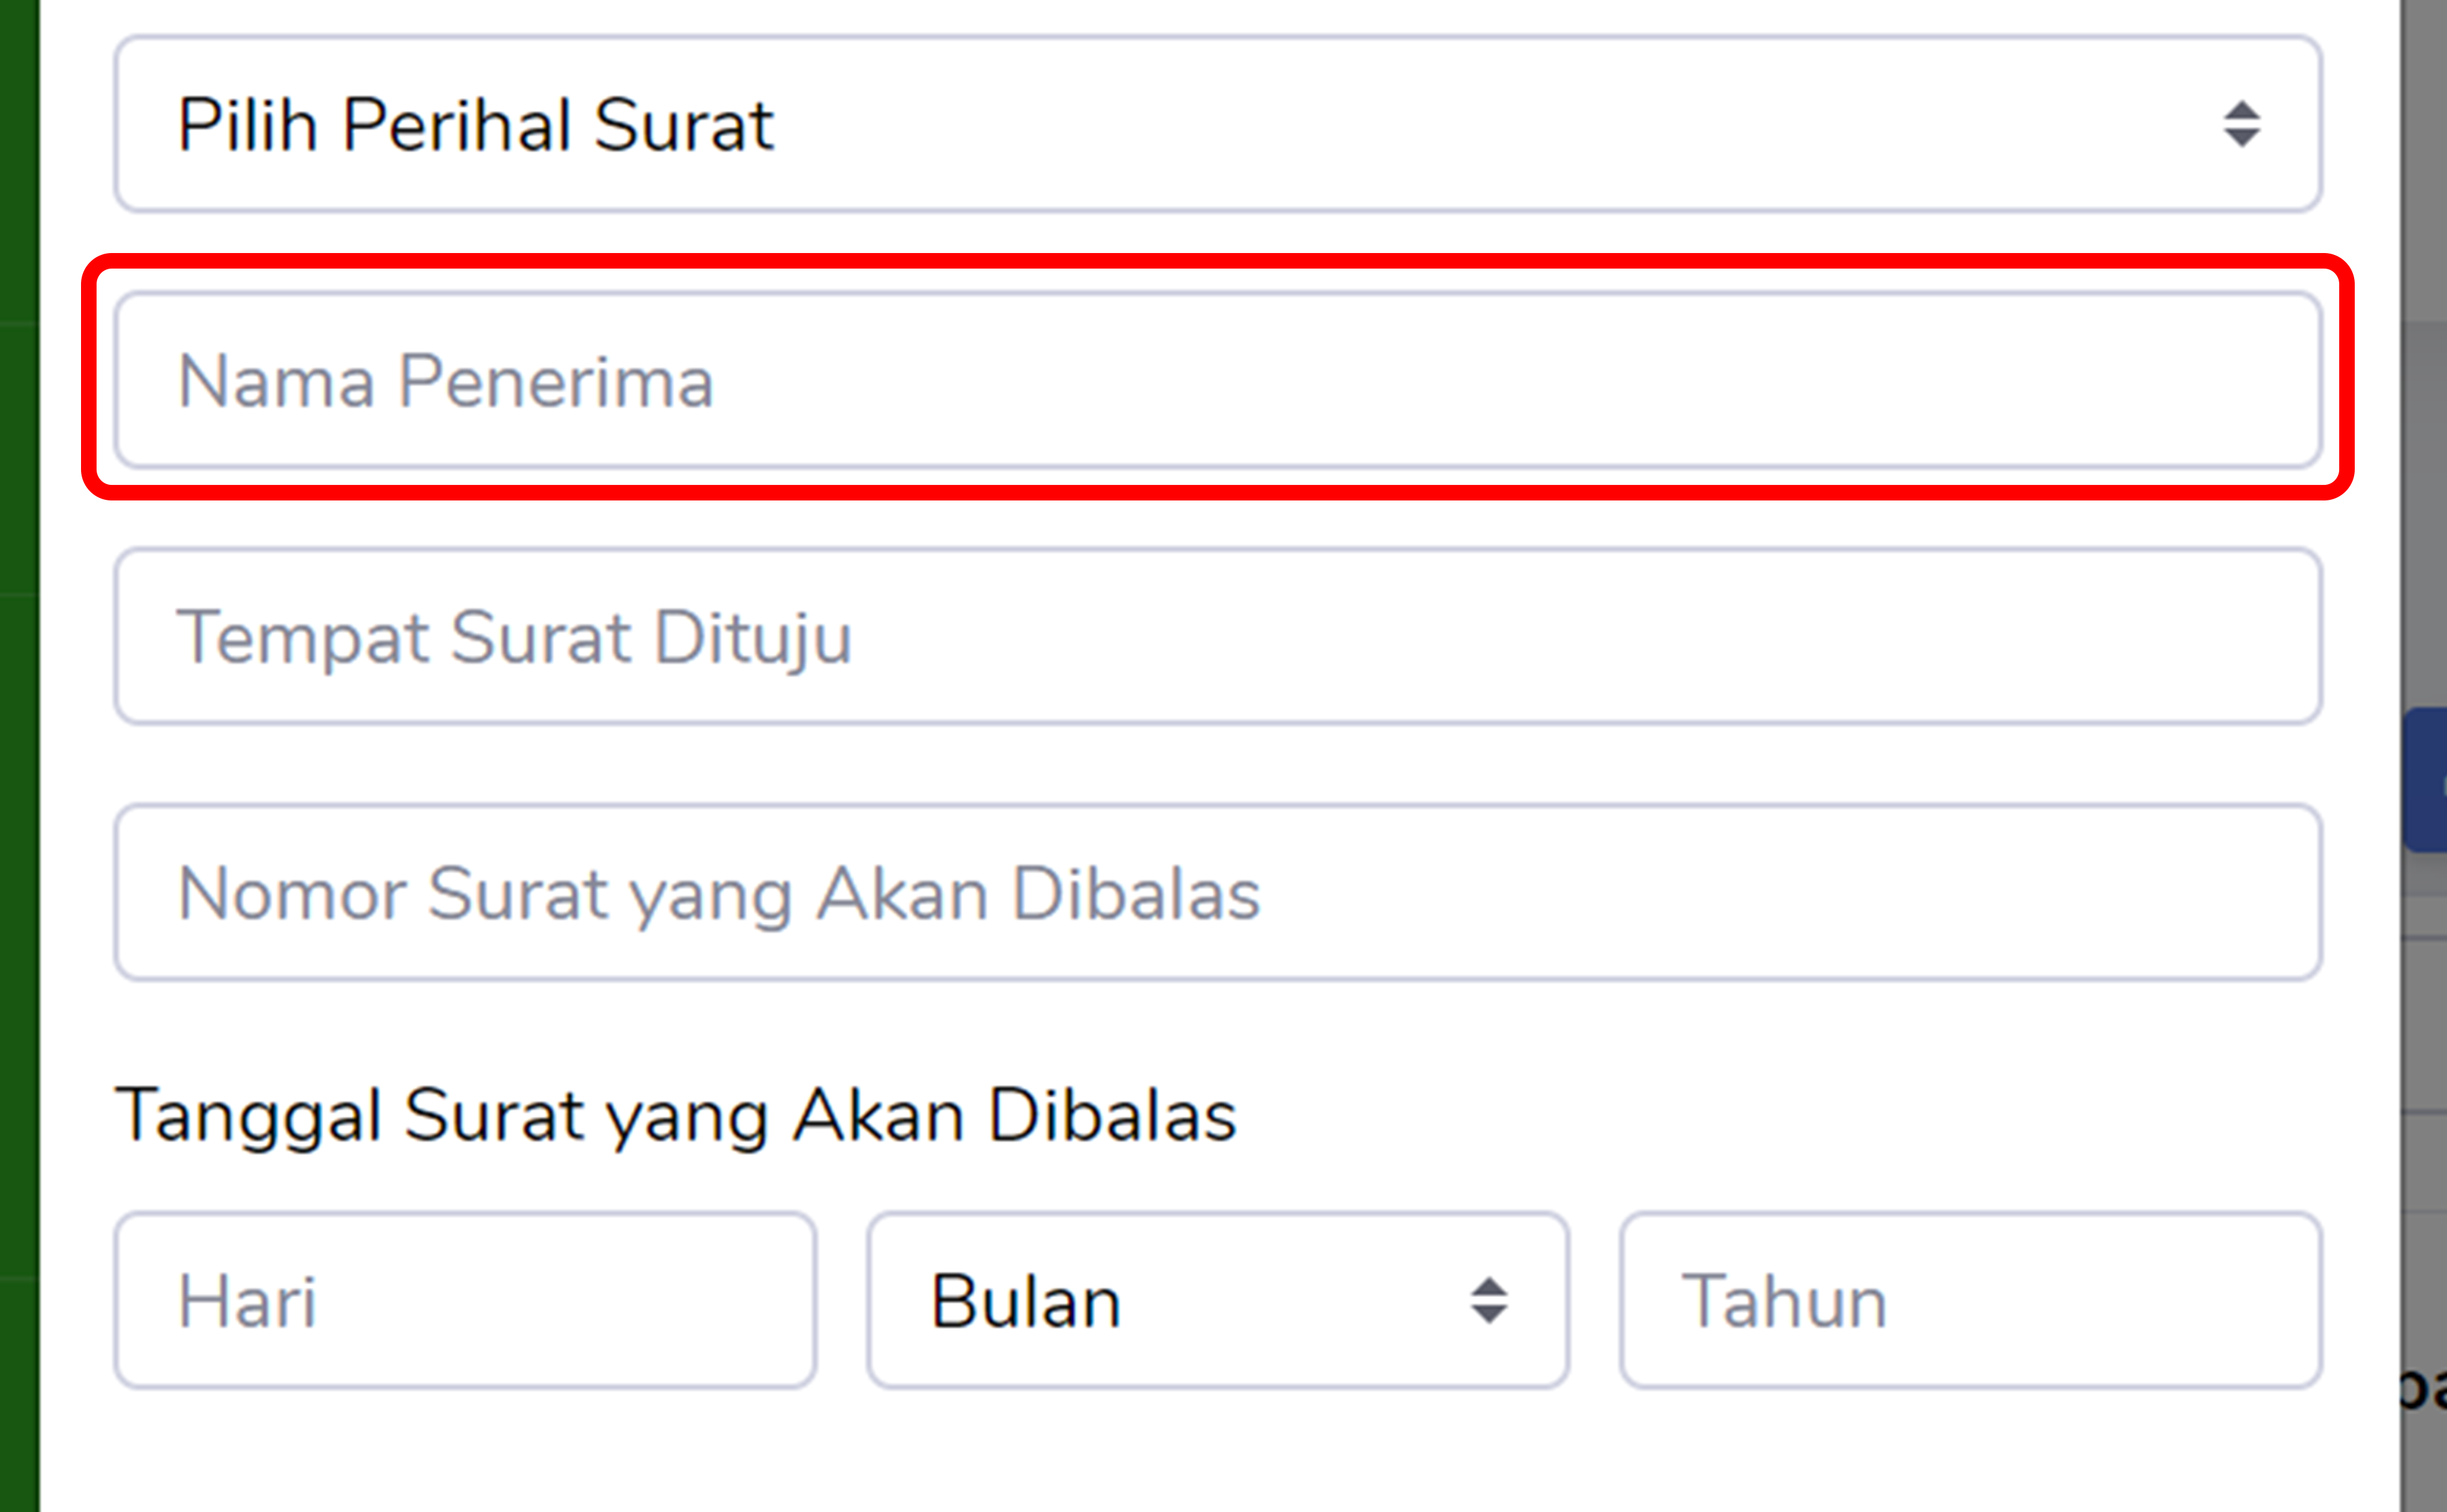 Pilih Perihal Surat
Nama Penerima
Tempat Surat Dituju
Nomor Surat yang Akan Dibalas
Tanggal Surat yang Akan Dibalas
Hari Bulan Tahun